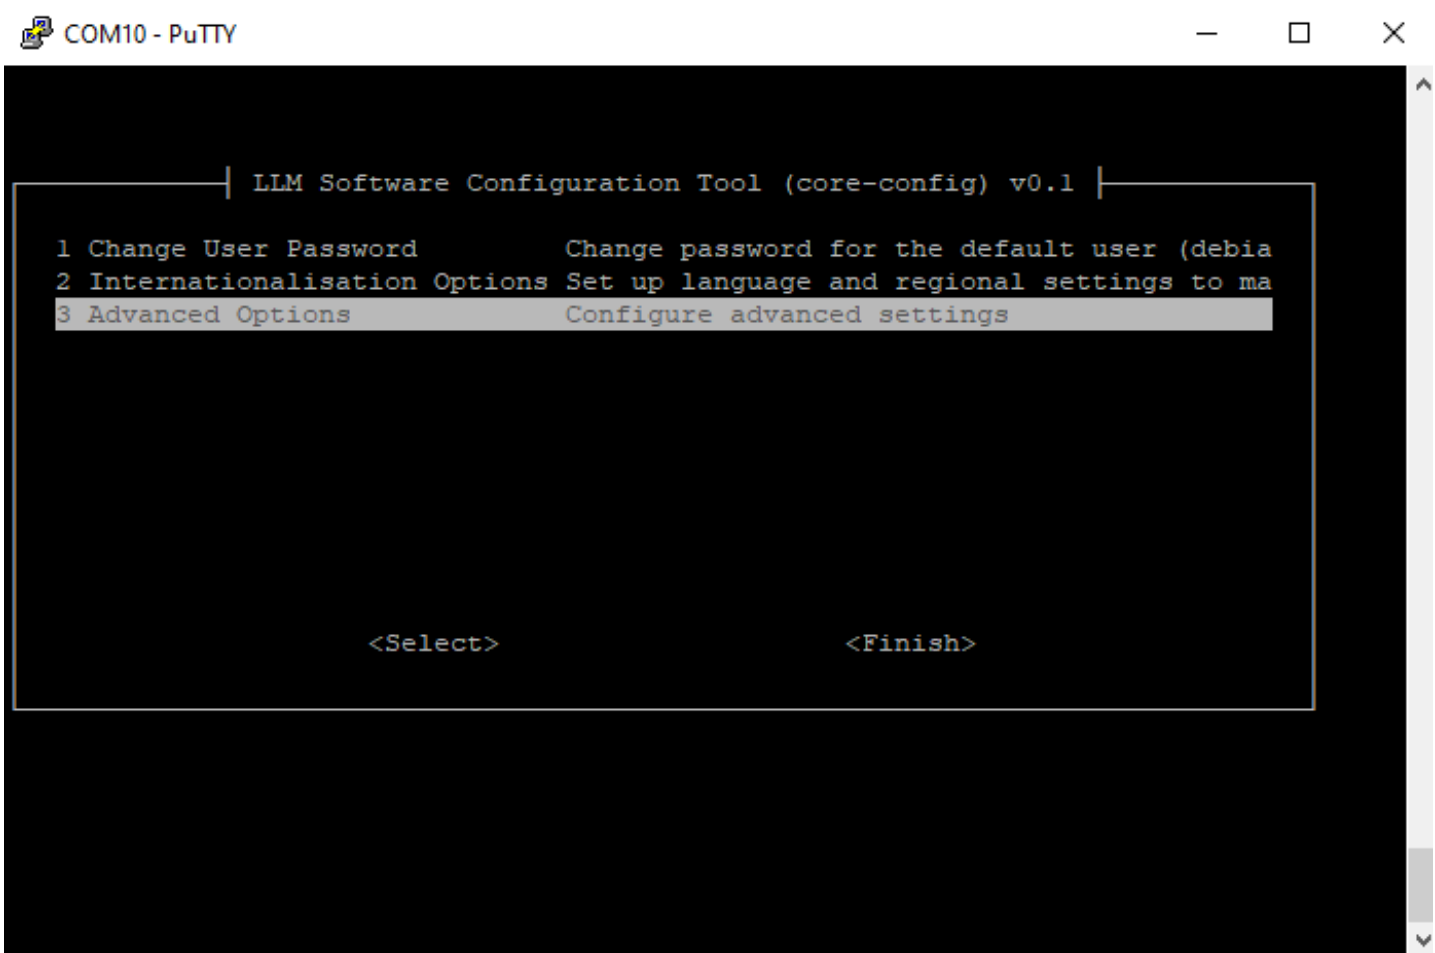 COM10 - PuTTY
LLM Software Configuration Tool (core-config) v0.1
1 Change User Password Change password for the default user (debia
2 Internationalisation Options Set up language and regional settings to ma
3 Advanced Options Configure advanced settings
<Select> <Finish>